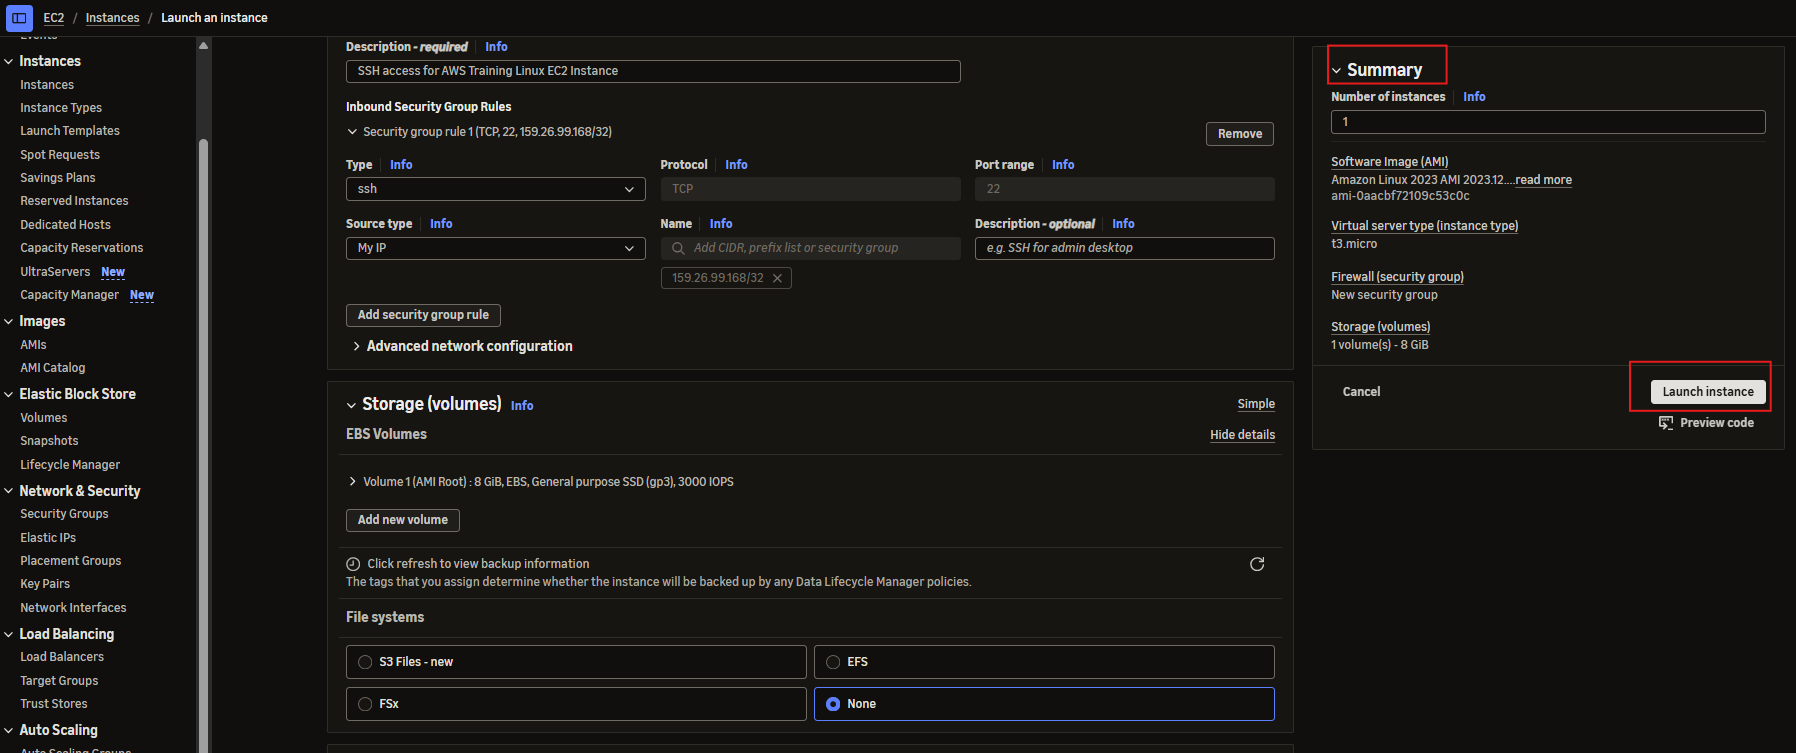 EC2 / Instances / Launch an instance
Events
Instances
Instances
Instance Types
Launch Templates
Spot Requests
Savings Plans
Reserved Instances
Dedicated Hosts
Capacity Reservations
UltraServers New
Capacity Manager New
Images
AMIs
AMI Catalog
Elastic Block Store
Volumes
Snapshots
Lifecycle Manager
Network & Security
Security Groups
Elastic IPs
Placement Groups
Key Pairs
Network Interfaces
Load Balancing
Load Balancers
Target Groups
Trust Stores
Auto Scaling
Auto Scaling Groups
Description - required Info
SSH access for AWS Training Linux EC2 Instance
Inbound Security Group Rules
Security group rule 1 (TCP, 22, 159.26.99.168/32)
Remove
Type Info
Protocol Info
Port range Info
ssh
TCP
22
Source type Info
Name Info
Description - optional Info
My IP
Add CIDR, prefix list or security group
e.g. SSH for admin desktop
159.26.99.168/32
Add security group rule
Advanced network configuration
Storage (volumes) Info
Simple
EBS Volumes
Hide details
Volume 1 (AMI Root) : 8 GiB, EBS, General purpose SSD (gp3), 3000 IOPS
Add new volume
Click refresh to view backup information
The tags that you assign determine whether the instance will be backed up by any Data Lifecycle Manager policies.
File systems
S3 Files - new
EFS
FSx
None
Summary
Number of instances Info
1
Software Image (AMI)
Amazon Linux 2023 AMI 2023.12....read more
ami-0aacbf72109c53c0c
Virtual server type (instance type)
t3.micro
Firewall (security group)
New security group
Storage (volumes)
1 volume(s) - 8 GiB
Cancel
Launch instance
Preview code